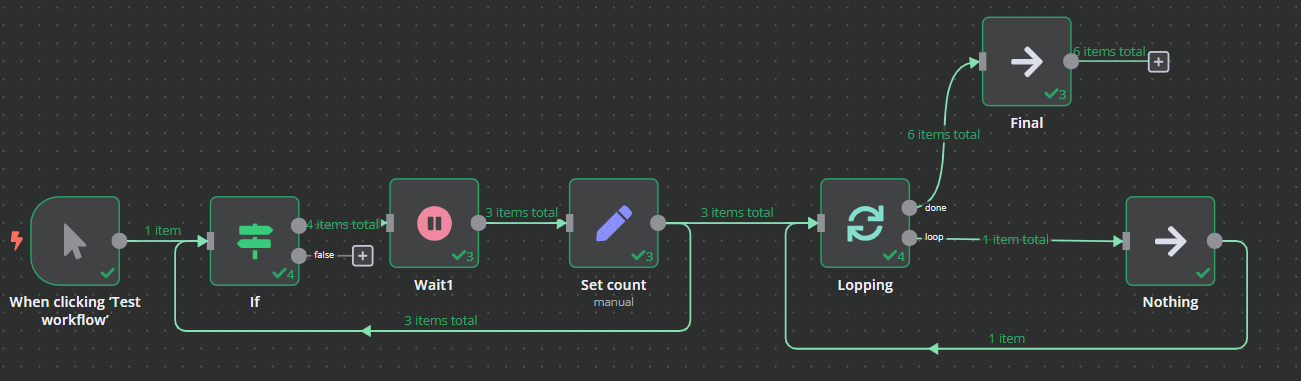 6 items total
3
Final
6 items total
1 item
4 items total
3 items total
3 items total
done
loop
1 item total
false
4
3
3
4
When clicking ‘Test
workflow’
If
Wait1
Set count
manual
Lopping
Nothing
3 items total
1 item